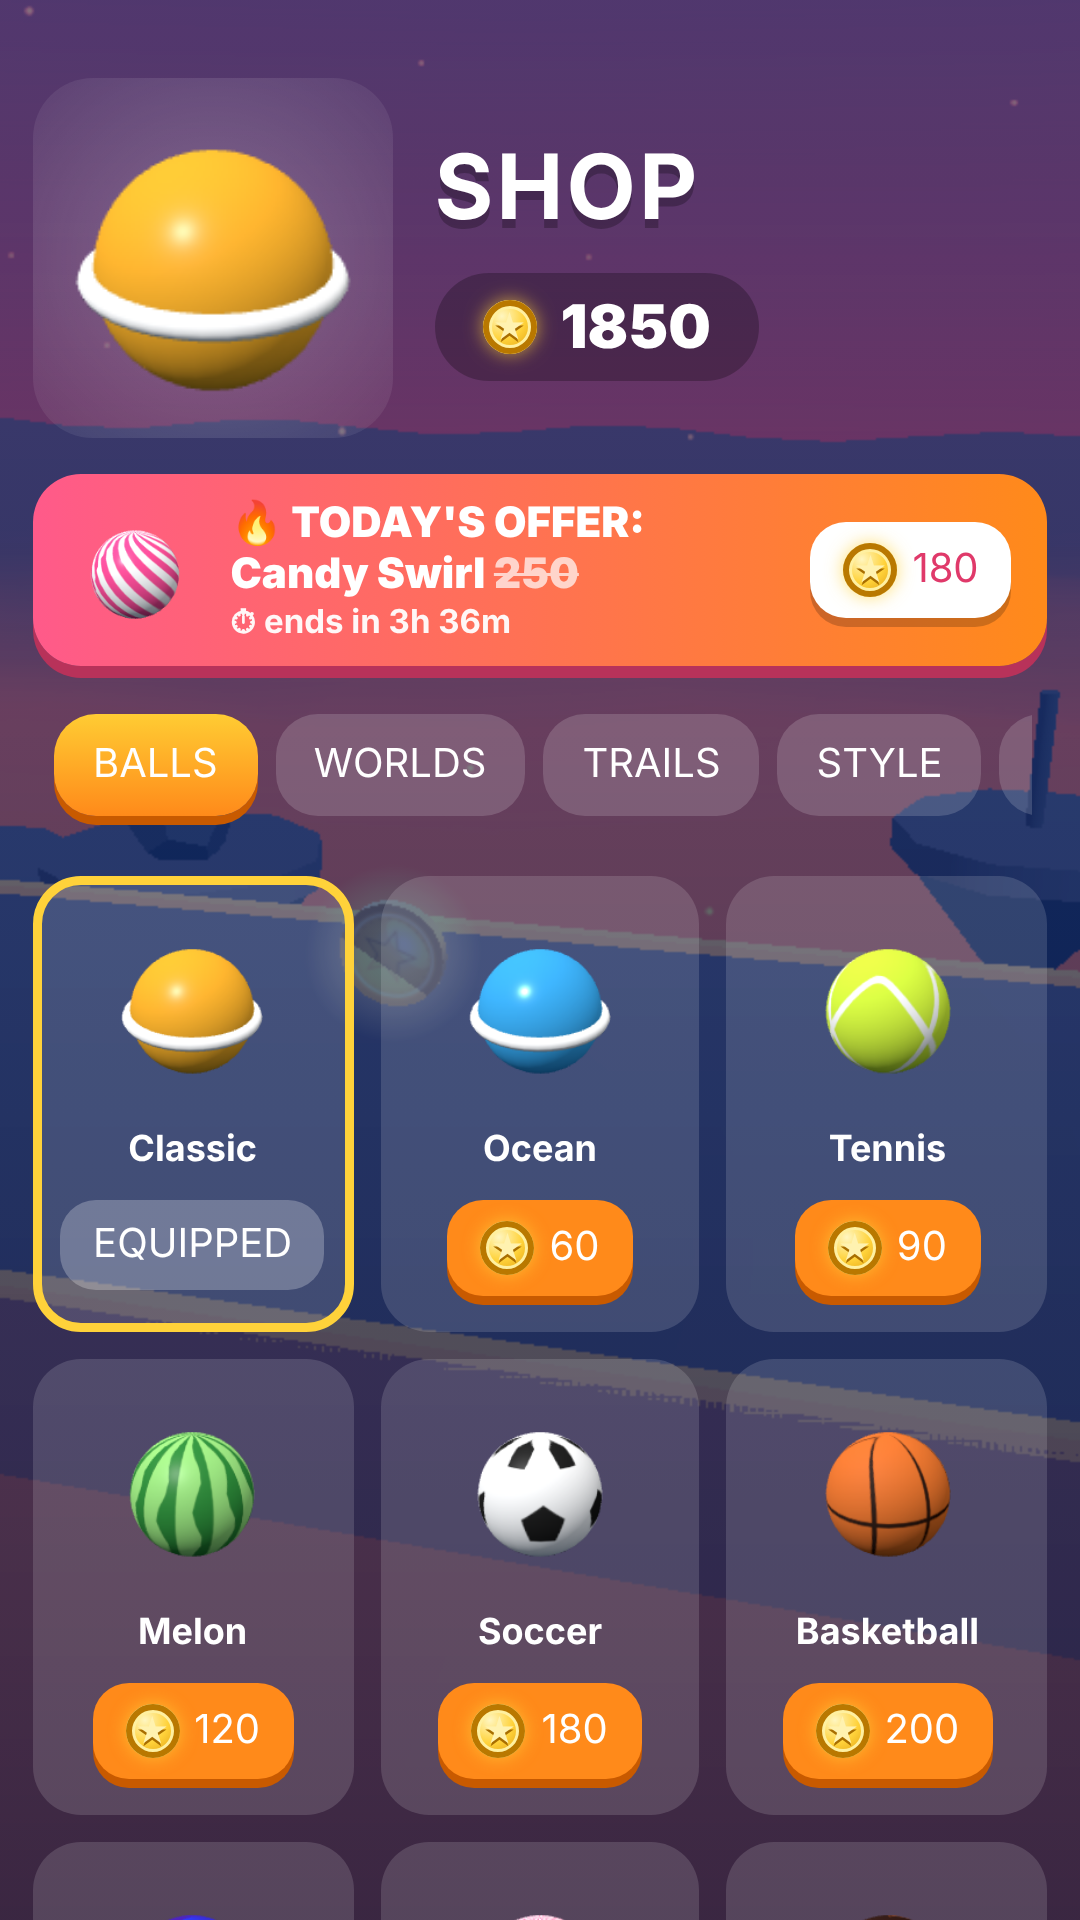 SHOP
1850
🔥 TODAY'S OFFER:
Candy Swirl 250
⏱ ends in 3h 36m
180
BALLS
WORLDS
TRAILS
STYLE
Classic
Ocean
Tennis
EQUIPPED
60
90
Melon
Soccer
Basketball
120
180
200